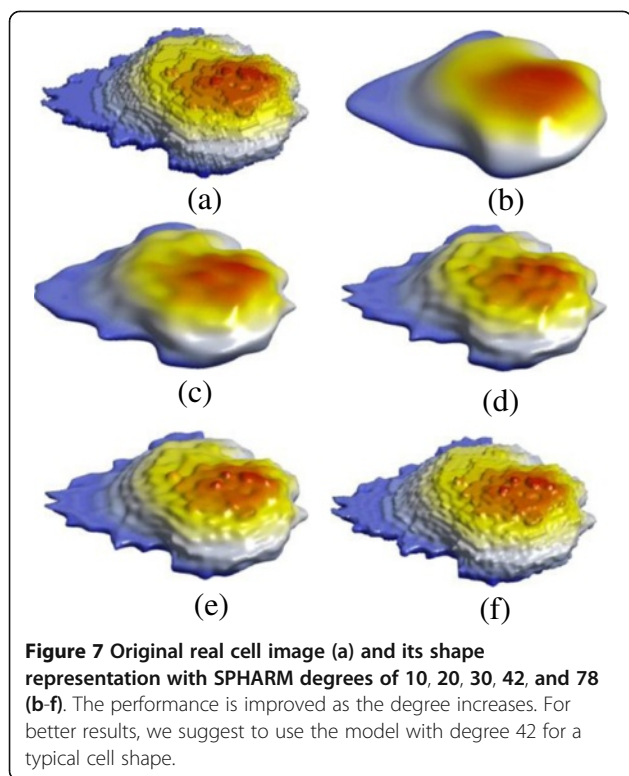 (a)
(b)
(c)
(d)
(e)
(f)
Figure 7 Original real cell image (a) and its shape
representation with SPHARM degrees of 10, 20, 30, 42, and 78
(b-f). The performance is improved as the degree increases. For
better results, we suggest to use the model with degree 42 for a
typical cell shape.